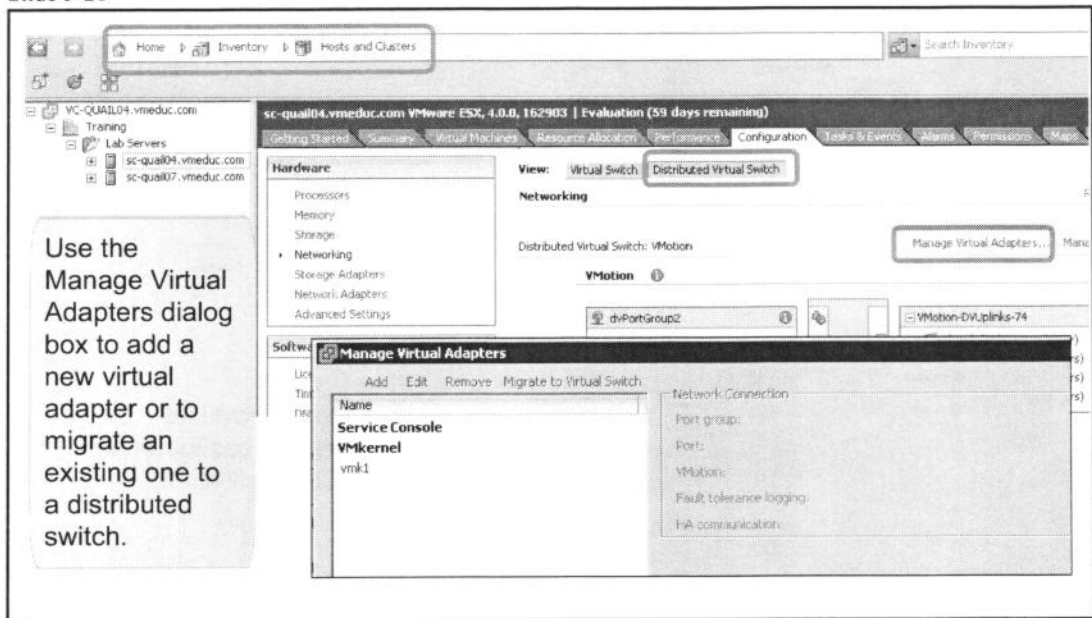 Home Inventory Hosts and Clusters
Search Inventory
VC-QUAIL04.vmeduc.com
Training
Lab Servers
sc-quail04.vmeduc.com
sc-quail07.vmeduc.com
Use the
Manage Virtual
Adapters dialog
box to add a
new virtual
adapter or to
migrate an
existing one to
a distributed
switch.
sc-quail04.vmeduc.com VMware ESX, 4.0.0, 162903 | Evaluation (59 days remaining)
Getting Started Summary Virtual Machines Resource Allocation Performance Configuration Tasks & Events Alarms Permissions Maps
Hardware
Processors
Memory
Storage
Networking
Storage Adapters
Network Adapters
Advanced Settings
View: Virtual Switch Distributed Virtual Switch
Networking
Distributed Virtual Switch: VMotion
Manage Virtual Adapters...
VMotion
dvPortGroup2
VMotion-DVUplinks-74
Manage Virtual Adapters
Add Edit Remove Migrate to Virtual Switch
Name
Service Console
VMkernel
vmk1
Network Connection
Port group:
Port:
VMotion:
Fault tolerance logging:
HA communication: